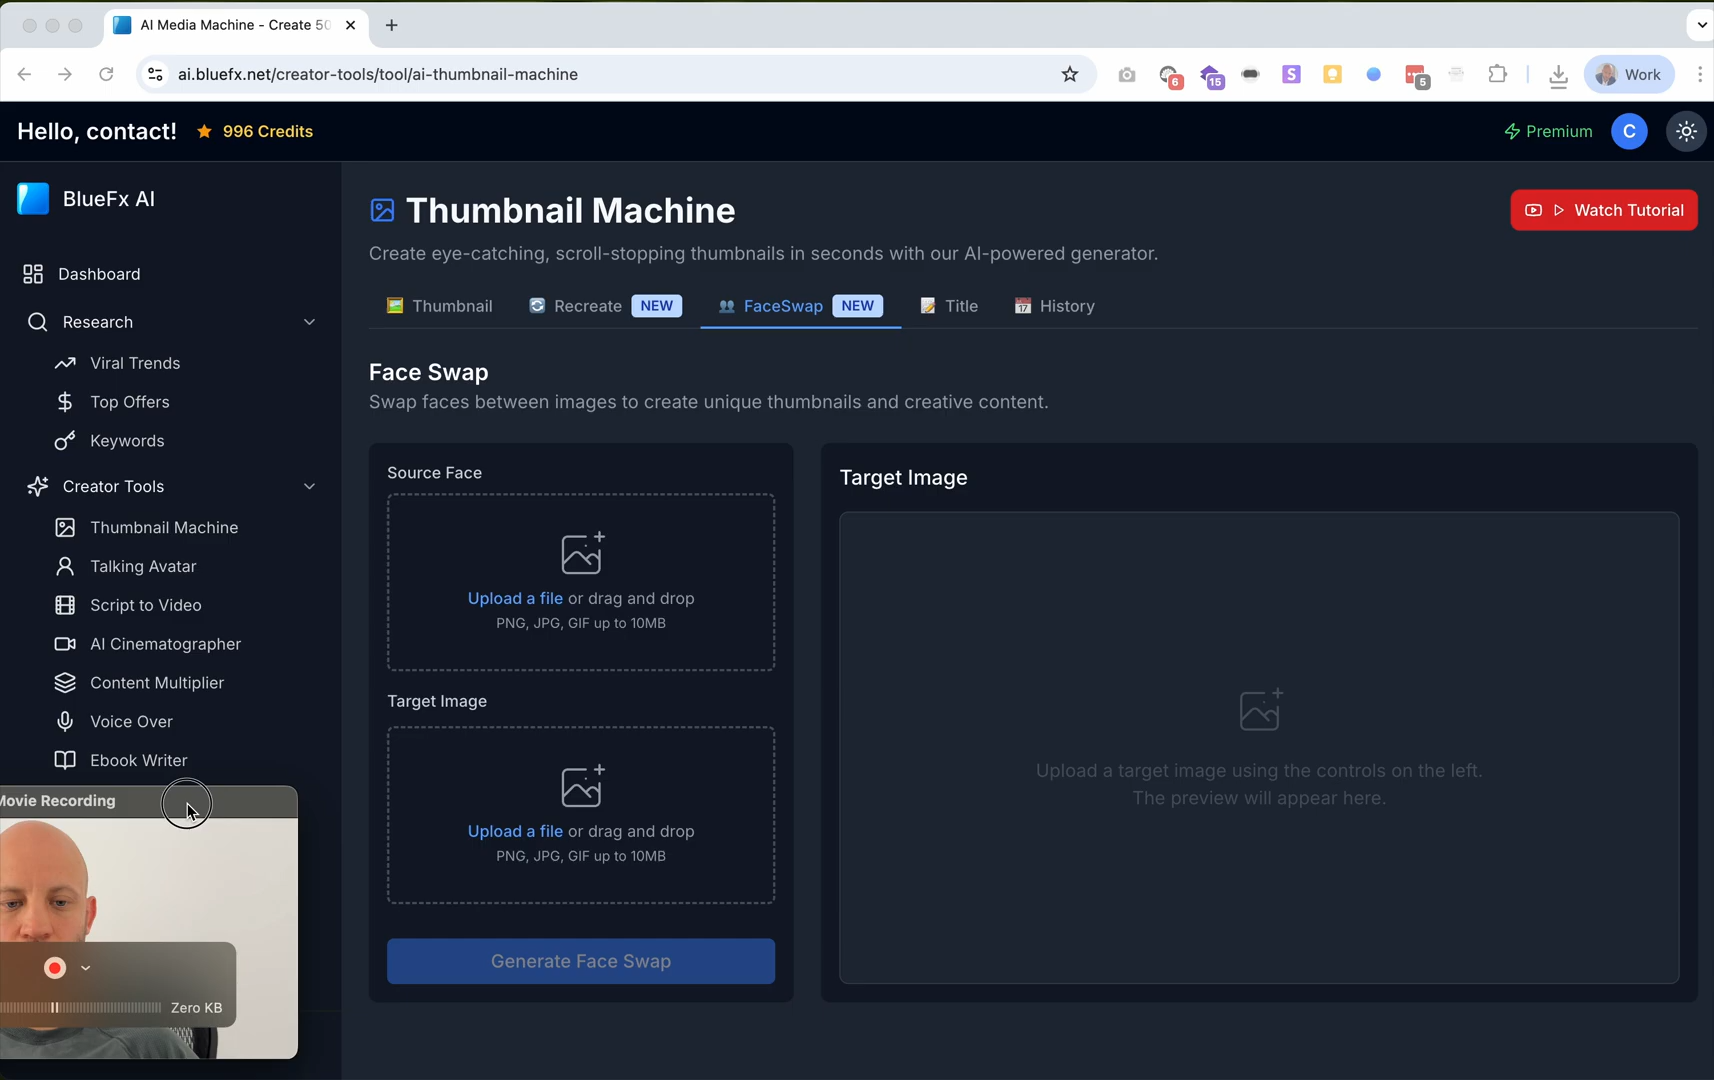 AI Media Machine - Create 50
ai.bluefx.net/creator-tools/tool/ai-thumbnail-machine
6
15
S
5
Work
Hello, contact!
996 Credits
Premium
C
BlueFx AI
Dashboard
Research
Viral Trends
Top Offers
Keywords
Creator Tools
Thumbnail Machine
Talking Avatar
Script to Video
AI Cinematographer
Content Multiplier
Voice Over
Ebook Writer
Movie Recording
Zero KB
Thumbnail Machine
Watch Tutorial
Create eye-catching, scroll-stopping thumbnails in seconds with our AI-powered generator.
Thumbnail
Recreate NEW
FaceSwap NEW
Title
17
History
Face Swap
Swap faces between images to create unique thumbnails and creative content.
Source Face
Upload a file or drag and drop
PNG, JPG, GIF up to 10MB
Target Image
Upload a file or drag and drop
PNG, JPG, GIF up to 10MB
Generate Face Swap
Target Image
Upload a target image using the controls on the left.
The preview will appear here.